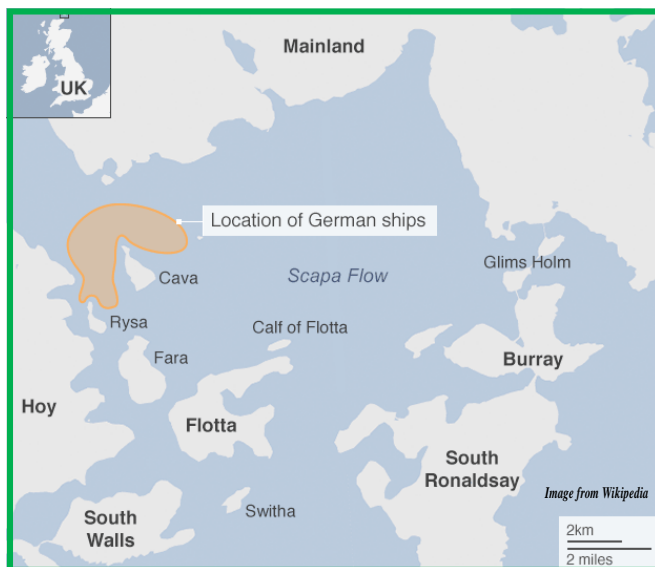 Mainland
UK
Location of German ships
Glims Holm
Scapa Flow
Cava
Rysa
Calf of Flotta
Fara
Burray
Hoy
Flotta
South
Ronaldsay
Image from Wikipedia
Switha
South
Walls
2km
2 miles